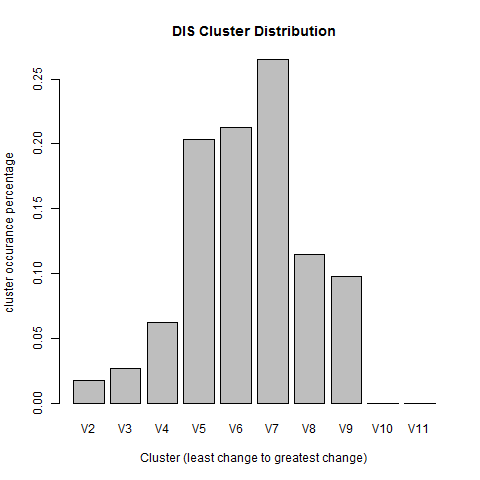 DIS Cluster Distribution
cluster occurance percentage
0.25
0.20
0.15
0.10
0.05
0.00
V2 V3 V4 V5 V6 V7 V8 V9 V10 V11
Cluster (least change to greatest change)